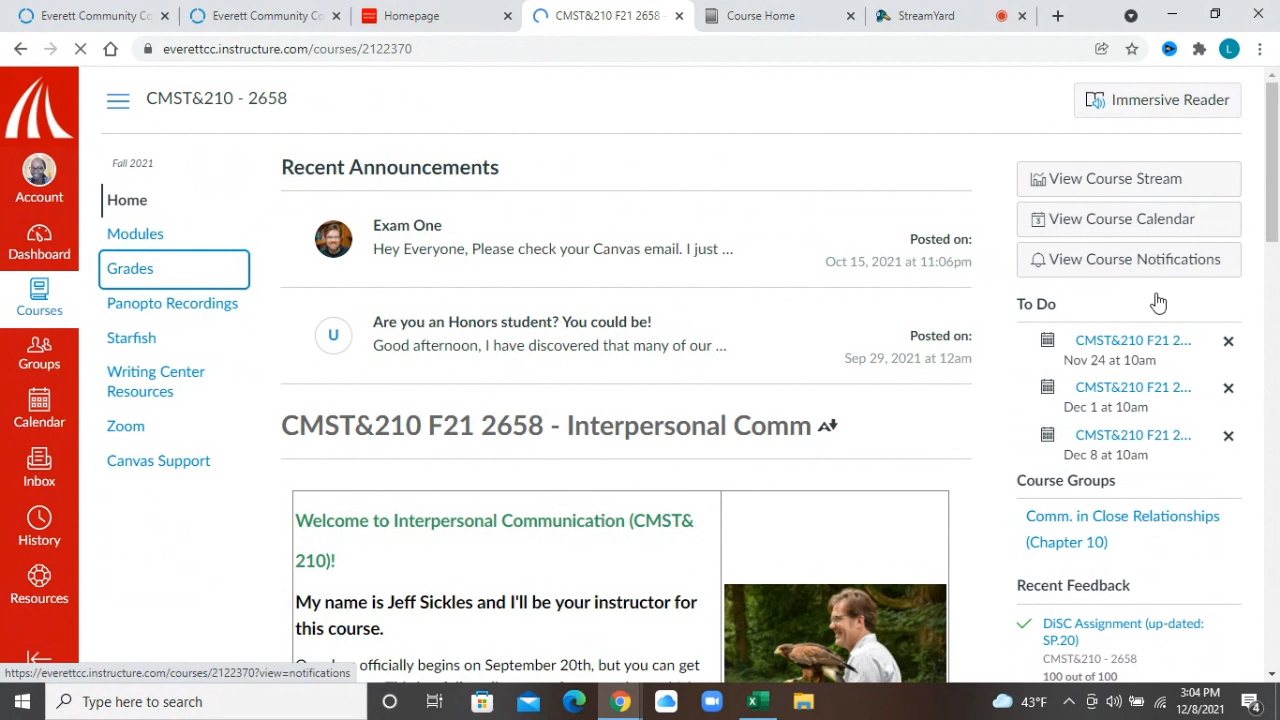 Everett Community Co
Everett Community Co
Homepage
CMST&210 F21 2658 -
Course Home
StreamYard
everettcc.instructure.com/courses/2122370
L
CMST&210 - 2658
Immersive Reader
Fall 2021
Recent Announcements
View Course Stream
Account
Home
Exam One
View Course Calendar
Modules
Hey Everyone, Please check your Canvas email. I just ...
Posted on:
Dashboard
Grades
Oct 15, 2021 at 11:06pm
View Course Notifications
Courses
Panopto Recordings
To Do
Are you an Honors student? You could be!
U
Starfish
Good afternoon, I have discovered that many of our ...
Posted on:
CMST&210 F21 2...
Sep 29, 2021 at 12am
Nov 24 at 10am
Groups
Writing Center
Resources
CMST&210 F21 2...
Dec 1 at 10am
Calendar
Zoom
CMST&210 F21 2658 - Interpersonal Comm
CMST&210 F21 2...
Dec 8 at 10am
Inbox
Canvas Support
Course Groups
Welcome to Interpersonal Communication (CMST&
210)!
Comm. in Close Relationships
(Chapter 10)
History
My name is Jeff Sickles and I'll be your instructor for
this course.
Recent Feedback
Resources
DiSC Assignment (up-dated:
SP.20)
CMST&210 - 2658
100 out of 100
officially begins on September 20th, but you can get
https://everettcc.instructure.com/courses/2122370?view=notifications
Type here to search
43°F
3:04 PM
12/8/2021
4